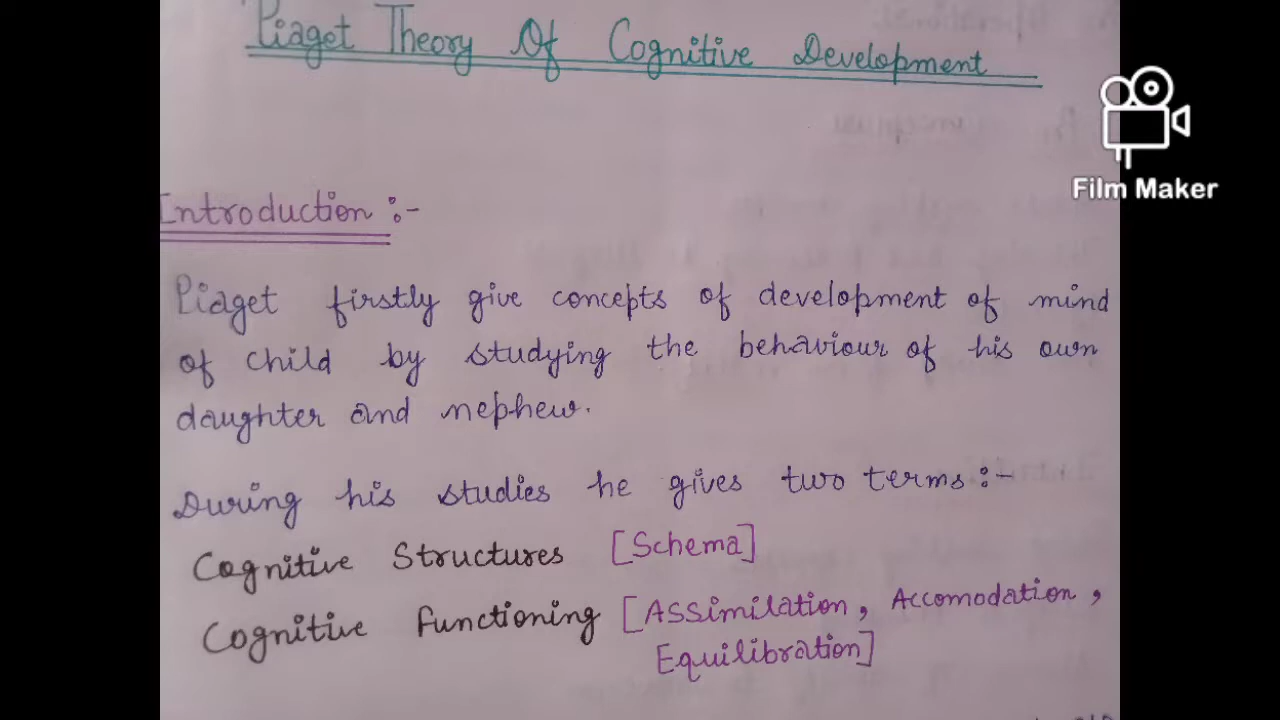 Piaget Theory Of Cognitive Development
Film Maker
Introduction :-
Piaget firstly give concepts of development of mind
of child by studying the behaviour of his own
daughter and nephew.
During his studies he gives two terms :-
Cognitive Structures [Schema]
Cognitive Functioning [Assimilation, Accomodation,
Equilibration]